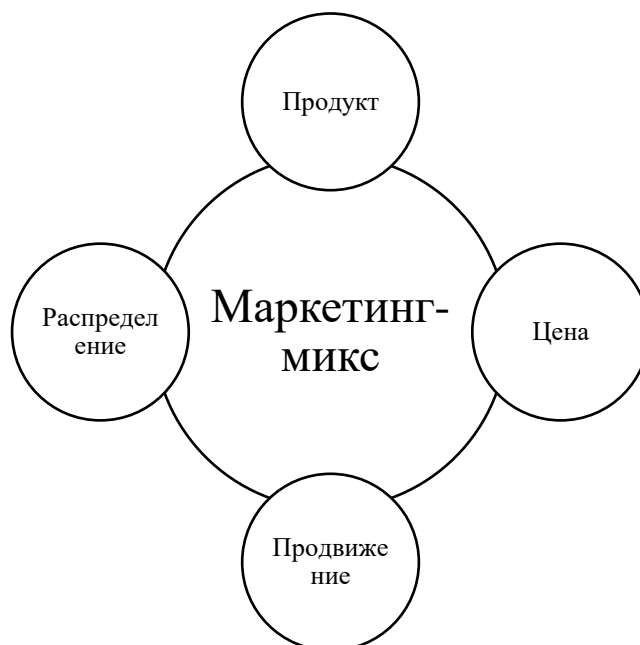 Продукт
Распредел
ение
Маркетинг-
микс
Цена
Продвиже
ние